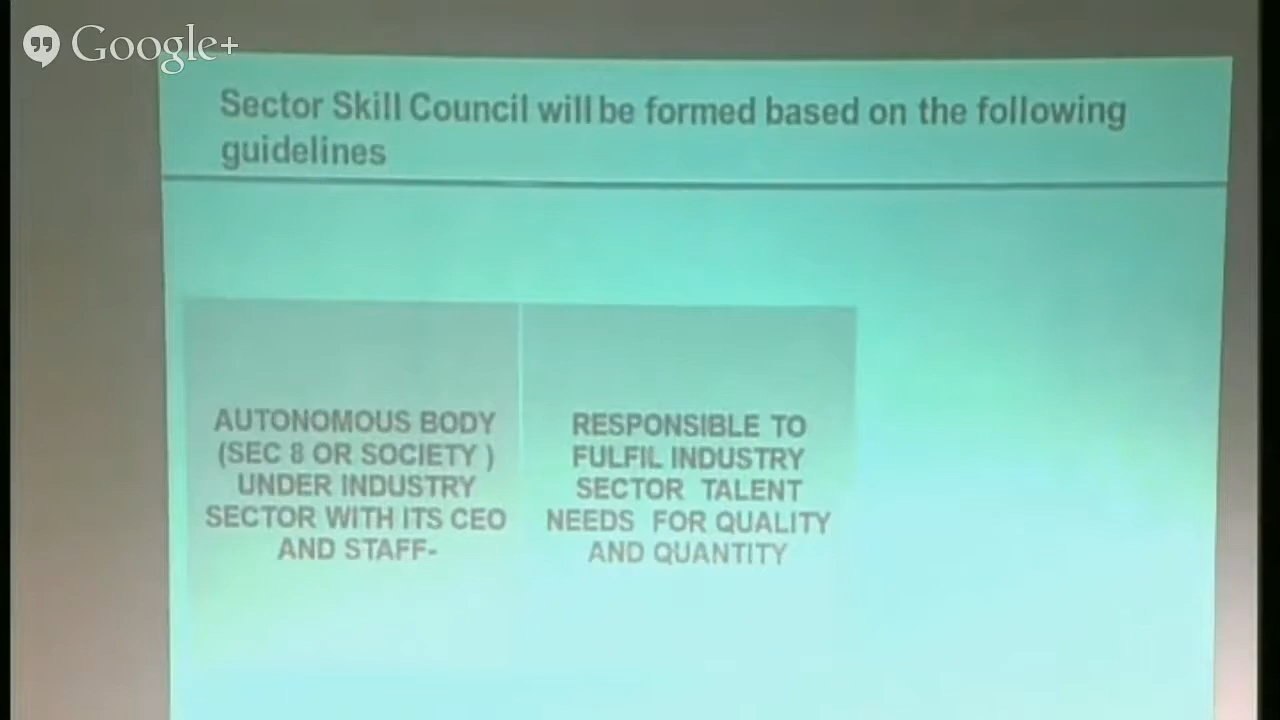 Google+
Sector Skill Council will be formed based on the following
guidelines
AUTONOMOUS BODY
(SEC 8 OR SOCIETY )
UNDER INDUSTRY
SECTOR WITH ITS CEO
AND STAFF-
RESPONSIBLE TO
FULFIL INDUSTRY
SECTOR TALENT
NEEDS FOR QUALITY
AND QUANTITY